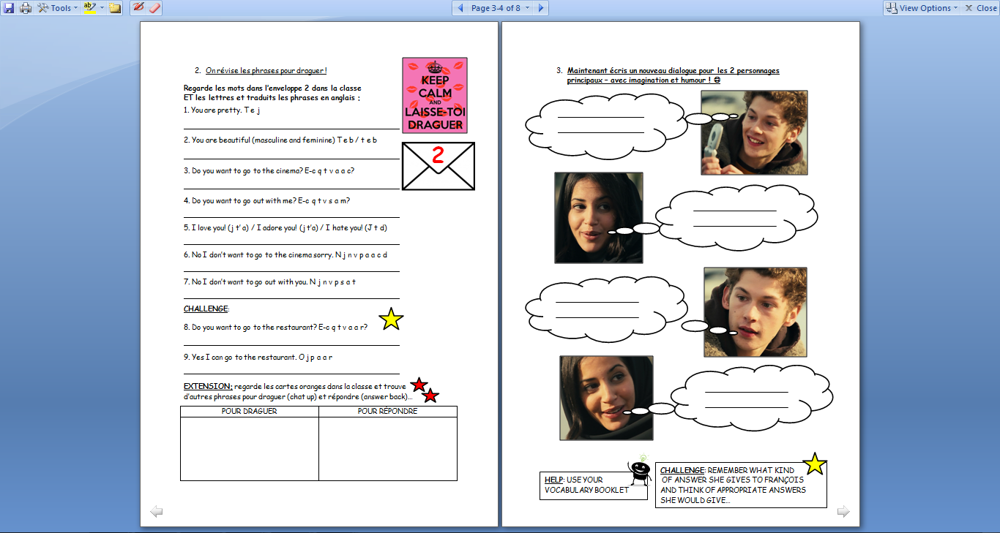 Tools
ab
Page 3-4 of 8
View Options
Close
2. On révise les phrases pour draguer !
Regarde les mots dans l'enveloppe 2 dans la classe
ET les lettres et traduits les phrases en anglais :
1. You are pretty. T e j
2. You are beautiful (masculine and feminine) T e b / t e b
3. Do you want to go to the cinema? E-c q t v a a c?
4. Do you want to go out with me? E-c q t v s a m?
5. I love you! (j t' a) / I adore you! (j t'a) / I hate you! (J t d)
6. No I don't want to go to the cinema sorry. N j n v p a a c d
7. No I don't want to go out with you. N j n v p s a t
CHALLENGE:
8. Do you want to go to the restaurant? E-c q t v a a r?
9. Yes I can go to the restaurant. O j p a a r
EXTENSION: regarde les cartes oranges dans la classe et trouve
d'autres phrases pour draguer (chat up) et répondre (answer back)...
POUR DRAGUER POUR RÉPONDRE
KEEP
CALM
AND
LAISSE-TOI
DRAGUER
2
3. Maintenant écris un nouveau dialogue pour les 2 personnages
principaux – avec imagination et humour ! 😄
HELP: USE YOUR
VOCABULARY BOOKLET
CHALLENGE: REMEMBER WHAT KIND
OF ANSWER SHE GIVES TO FRANÇOIS
AND THINK OF APPROPRIATE ANSWERS
SHE WOULD GIVE...